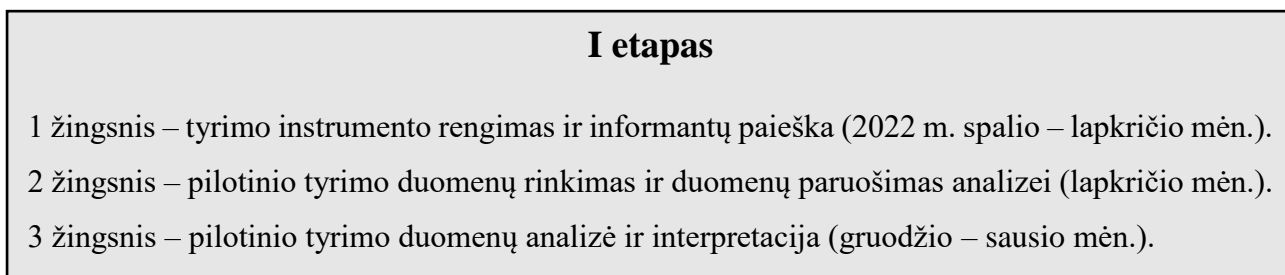 I etapas
1 žingsnis – tyrimo instrumento rengimas ir informantų paieška (2022 m. spalio – lapkričio mėn.).
2 žingsnis – pilotinio tyrimo duomenų rinkimas ir duomenų paruošimas analizei (lapkričio mėn.).
3 žingsnis – pilotinio tyrimo duomenų analizė ir interpretacija (gruodžio – sausio mėn.).